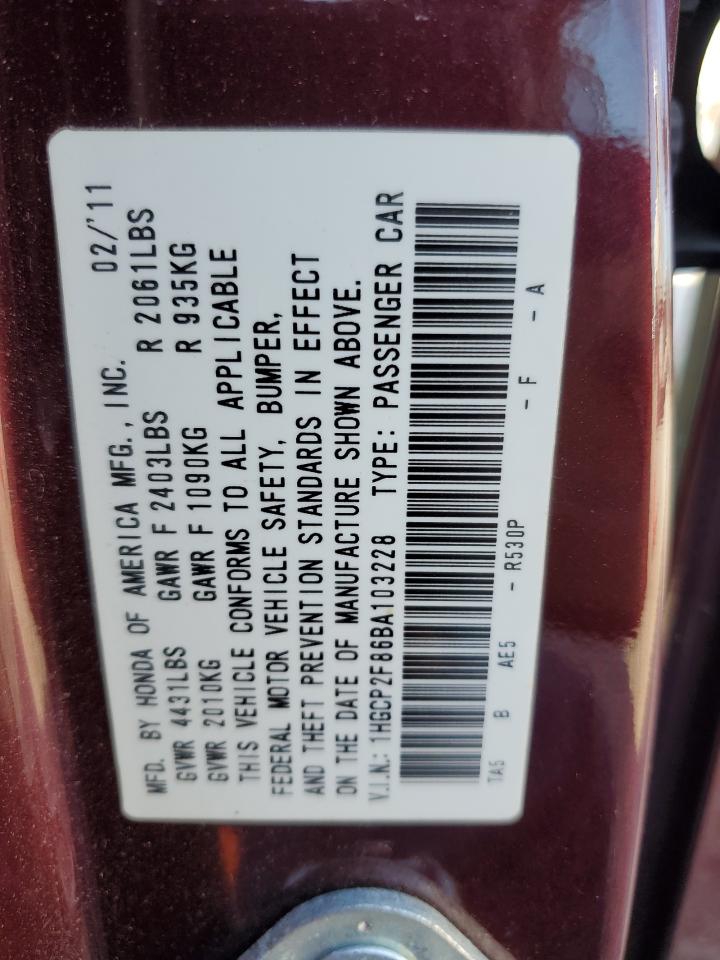 MFD. BY HONDA OF AMERICA MFG., INC. 02/'11
GVWR 4431LBS GAWR F 2403LBS R 2061LBS
GVWR 2010KG GAWR F 1090KG R 935KG
THIS VEHICLE CONFORMS TO ALL APPLICABLE
FEDERAL MOTOR VEHICLE SAFETY, BUMPER,
AND THEFT PREVENTION STANDARDS IN EFFECT
ON THE DATE OF MANUFACTURE SHOWN ABOVE.
V.I.N.: 1HGCP2F86BA103228 TYPE: PASSENGER CAR
TA5 B AE5 - R530P - F - A